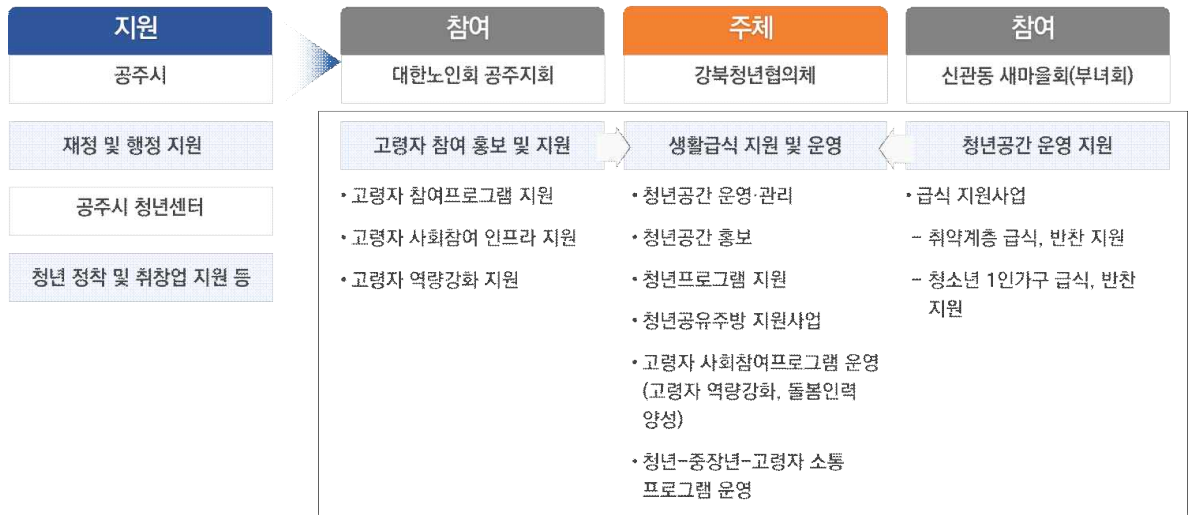 지원
공주시
재정 및 행정 지원
공주시 청년센터
청년 정착 및 취창업 지원 등
참여
대한노인회 공주지회
고령자 참여 홍보 및 지원
• 고령자 참여프로그램 지원
• 고령자 사회참여 인프라 지원
• 고령자 역량강화 지원
주체
강북청년협의체
생활급식 지원 및 운영
• 청년공간 운영·관리
• 청년공간 홍보
• 청년프로그램 지원
• 청년공유주방 지원사업
• 고령자 사회참여프로그램 운영
(고령자 역량강화, 돌봄인력
양성)
• 청년-중장년-고령자 소통
프로그램 운영
참여
신관동 새마을회(부녀회)
청년공간 운영 지원
• 급식 지원사업
- 취약계층 급식, 반찬 지원
- 청소년 1인가구 급식, 반찬
지원